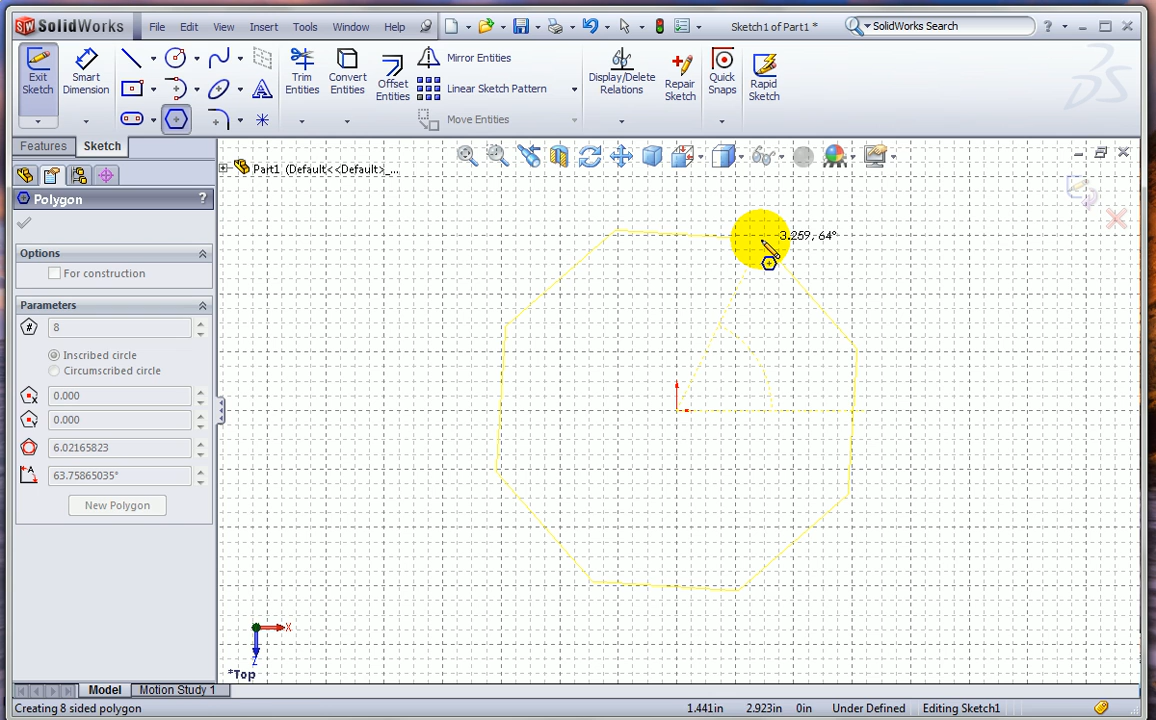 SolidWorks File Edit View Insert Tools Window Help Sketch1 of Part1 * SolidWorks Search ?
Exit Sketch
Smart Dimension
Trim Entities
Convert Entities
Offset Entities
Mirror Entities
Linear Sketch Pattern
Move Entities
Display/Delete Relations
Repair Sketch
Quick Snaps
Rapid Sketch
Features Sketch
Part1 (Default<<Default>_...
Polygon ?
Options
For construction
Parameters
8
Inscribed circle
Circumscribed circle
0.000
0.000
6.02165823
63.75865035°
New Polygon
3.259, 64°
X
Z
*Top
Model Motion Study 1
Creating 8 sided polygon 1.441in 2.923in 0in Under Defined Editing Sketch1